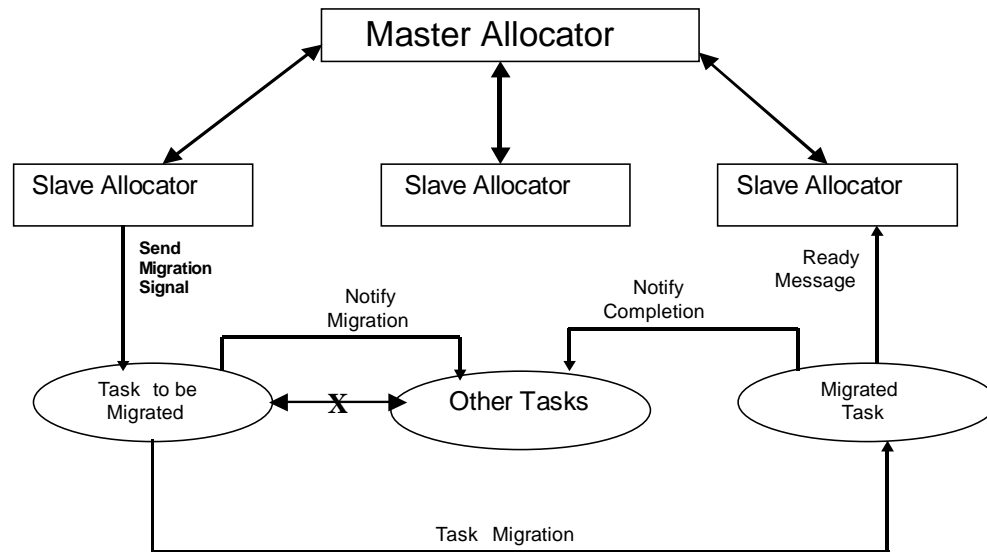 Master Allocator
Slave Allocator
Slave Allocator
Slave Allocator
Send
Migration
Signal
Ready
Message
Notify
Migration
Notify
Completion
Task to be
Migrated
X
Other Tasks
Migrated
Task
Task Migration